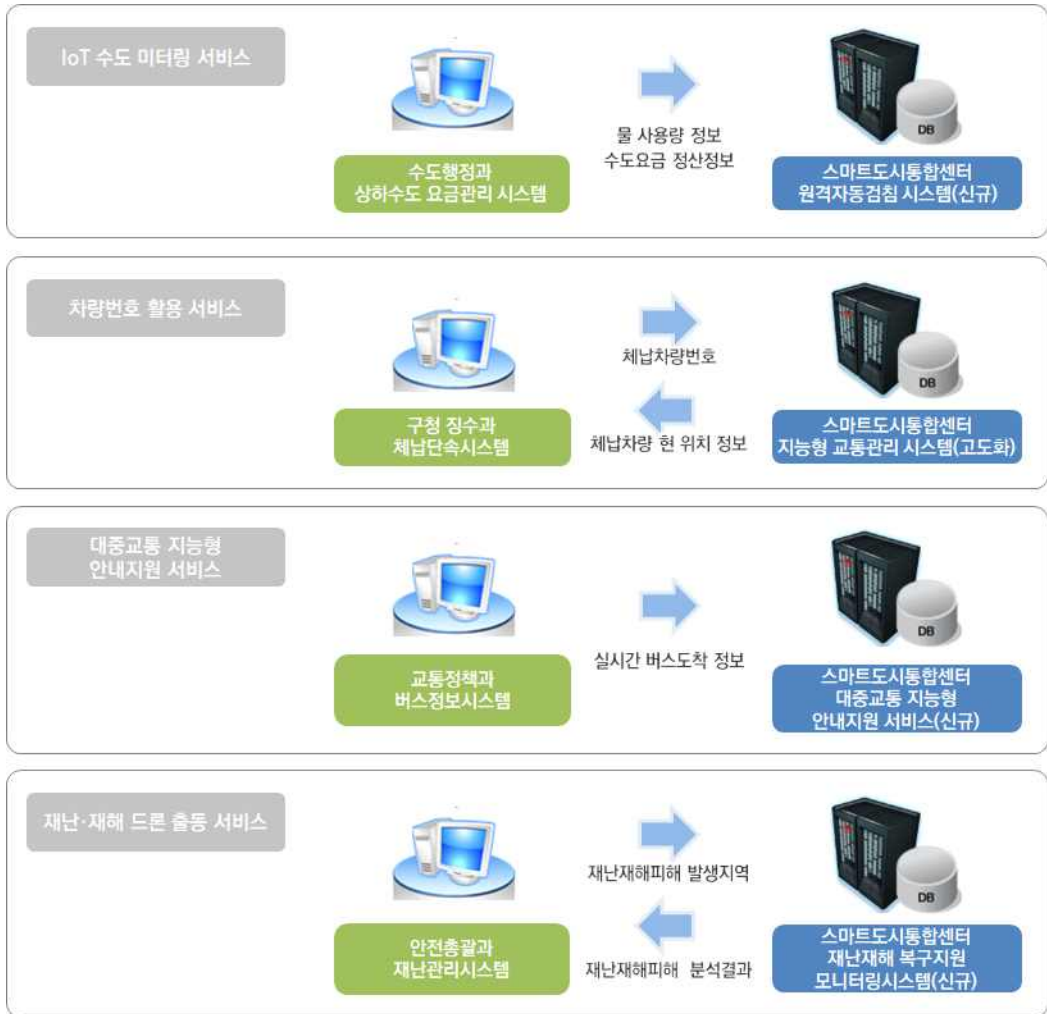 IoT 수도 미터링 서비스
물 사용량 정보
수도요금 정산정보
DB
수도행정과
상하수도 요금관리 시스템
스마트도시통합센터
원격자동검침 시스템(신규)
차량번호 활용 서비스
체납차량번호
DB
구청 징수과
체납단속시스템
체납차량 현 위치 정보
스마트도시통합센터
지능형 교통관리 시스템(고도화)
대중교통 지능형
안내지원 서비스
DB
실시간 버스도착 정보
교통정책과
버스정보시스템
스마트도시통합센터
대중교통 지능형
안내지원 서비스(신규)
재난·재해 드론 출동 서비스
재난재해피해 발생지역
DB
안전총괄과
재난관리시스템
재난재해피해 분석결과
스마트도시통합센터
재난재해 복구지원
모니터링시스템(신규)